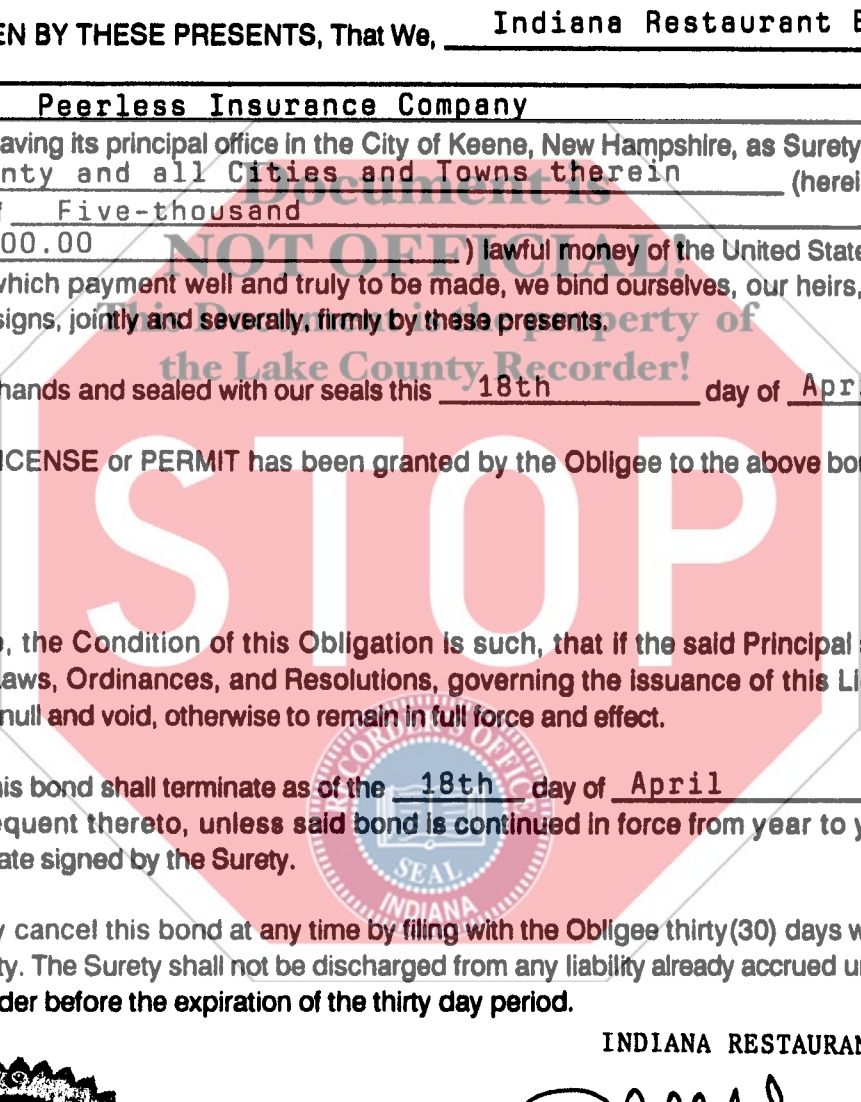 EN BY THESE PRESENTS, That We, Indiana Restaurant E
Peerless Insurance Company
aving its principal office in the City of Keene, New Hampshire, as Surety
nty and all Cities and Towns therein (herei
f Five-thousand
00.00 ) lawful money of the United State
which payment well and truly to be made, we bind ourselves, our heirs,
signs, jointly and severally, firmly by these presents.
hands and sealed with our seals this 18th day of Apr
ICENSE or PERMIT has been granted by the Obligee to the above bo
, the Condition of this Obligation is such, that if the said Principal
aws, Ordinances, and Resolutions, governing the issuance of this Li
null and void, otherwise to remain in full force and effect.
is bond shall terminate as of the 18th day of April
equent thereto, unless said bond is continued in force from year to y
ate signed by the Surety.
y cancel this bond at any time by filing with the Obligee thirty(30) days w
ty. The Surety shall not be discharged from any liability already accrued u
der before the expiration of the thirty day period.
INDIANA RESTAURAN
Document is
NOT OFFICIAL!
This Document is the property of
the Lake County Recorder!
STOP
RECORDER'S OFFICE
SEAL
INDIANA